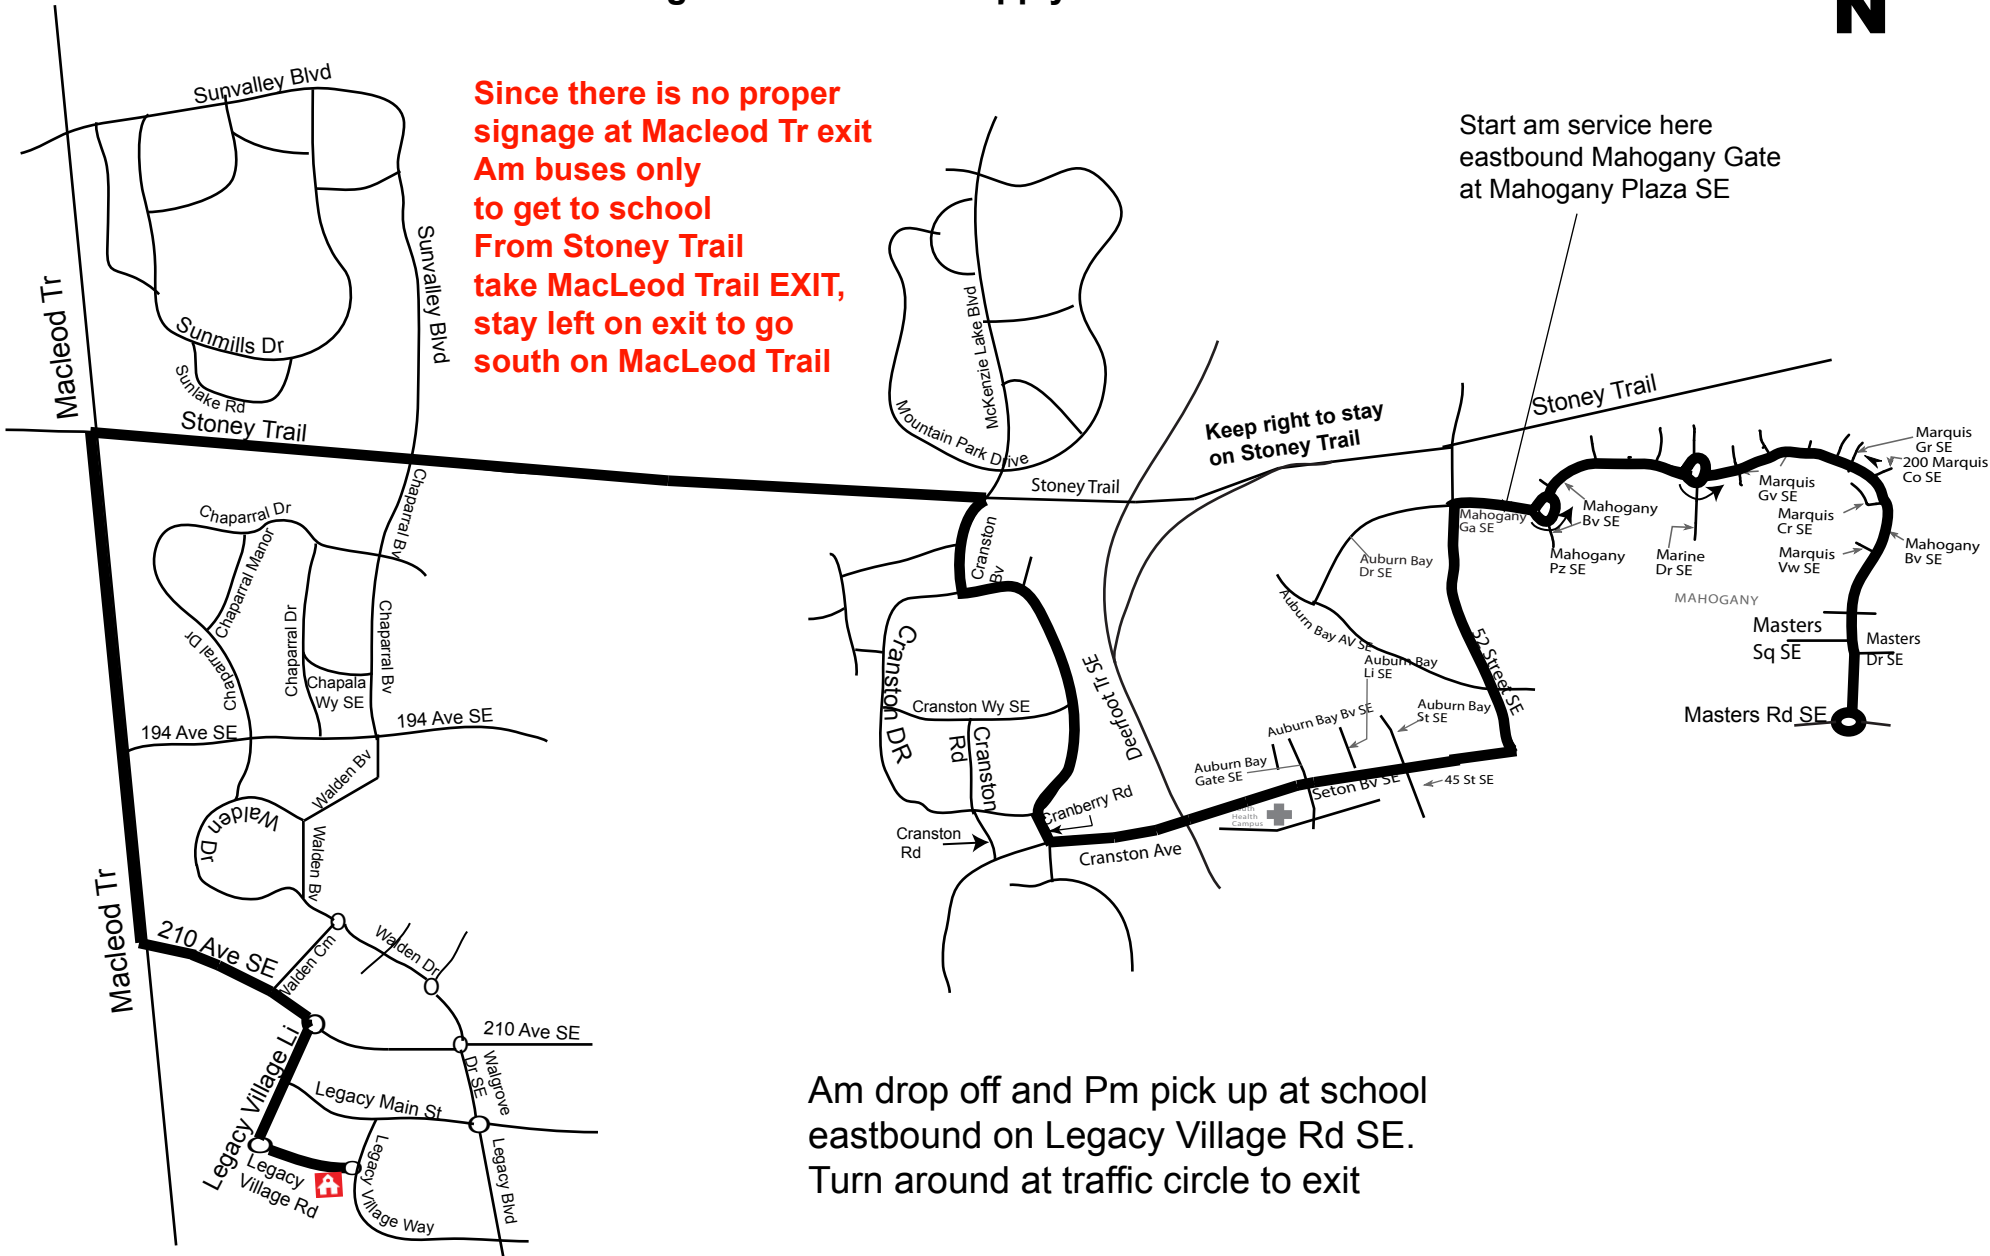 N
Sunvalley Blvd
Since there is no proper
signage at Macleod Tr exit
Am buses only
to get to school
From Stoney Trail
take MacLeod Trail EXIT,
stay left on exit to go
south on MacLeod Trail
Start am service here
eastbound Mahogany Gate
at Mahogany Plaza SE
Macleod Tr
Sunvalley Blvd
Sunmills Dr
Sunlake Rd
Stoney Trail
McKenzie Lake Blvd
Mountain Park Drive
Stoney Trail
Keep right to stay
on Stoney Trail
Stoney Trail
Marquis
Gr SE
200 Marquis
Co SE
Marquis
Gv SE
Marquis
Cr SE
Marquis
Vw SE
Mahogany
Bv SE
Mahogany
Ga SE
Mahogany
Bv SE
Mahogany
Pz SE
Marine
Dr SE
MAHOGANY
Masters
Sq SE
Masters
Dr SE
Masters Rd SE
Auburn Bay
Dr SE
Auburn Bay AV SE
Auburn Bay
Li SE
52 Street SE
Auburn Bay
St SE
Auburn Bay Bv SE
Auburn Bay
Gate SE
Seton Bv SE
45 St SE
Health
Campus
Deerfoot Tr SE
Cranston
Bv
Cranston DR
Cranston Wy SE
Cranston
Rd
Cranberry Rd
Cranston
Rd
Cranston Ave
Chaparral Bv
Chaparral Dr
Chaparral Manor
Chaparral Dr
Chaparral Dr
Chaparral Bv
Chapala
Wy SE
194 Ave SE
194 Ave SE
Walden Bv
Walden
Dr
Walden Bv
Macleod Tr
210 Ave SE
Walden Cm
Walden Dr
210 Ave SE
Walgrove
Dr SE
Legacy Village Li
Legacy Main St
Legacy
Village Rd
Legacy Village Way
Legacy Blvd
Am drop off and Pm pick up at school
eastbound on Legacy Village Rd SE.
Turn around at traffic circle to exit